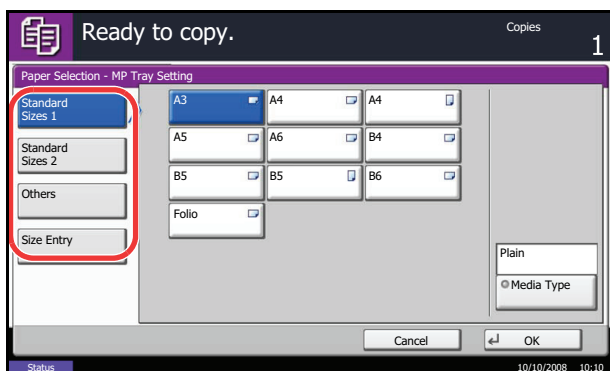 Ready to copy.
Copies
1
Paper Selection - MP Tray Setting
Standard
Sizes 1
Standard
Sizes 2
Others
Size Entry
A3
A4
A4
A5
A6
B4
B5
B5
B6
Folio
Plain
Media Type
Cancel
OK
Status
10/10/2008 10:10